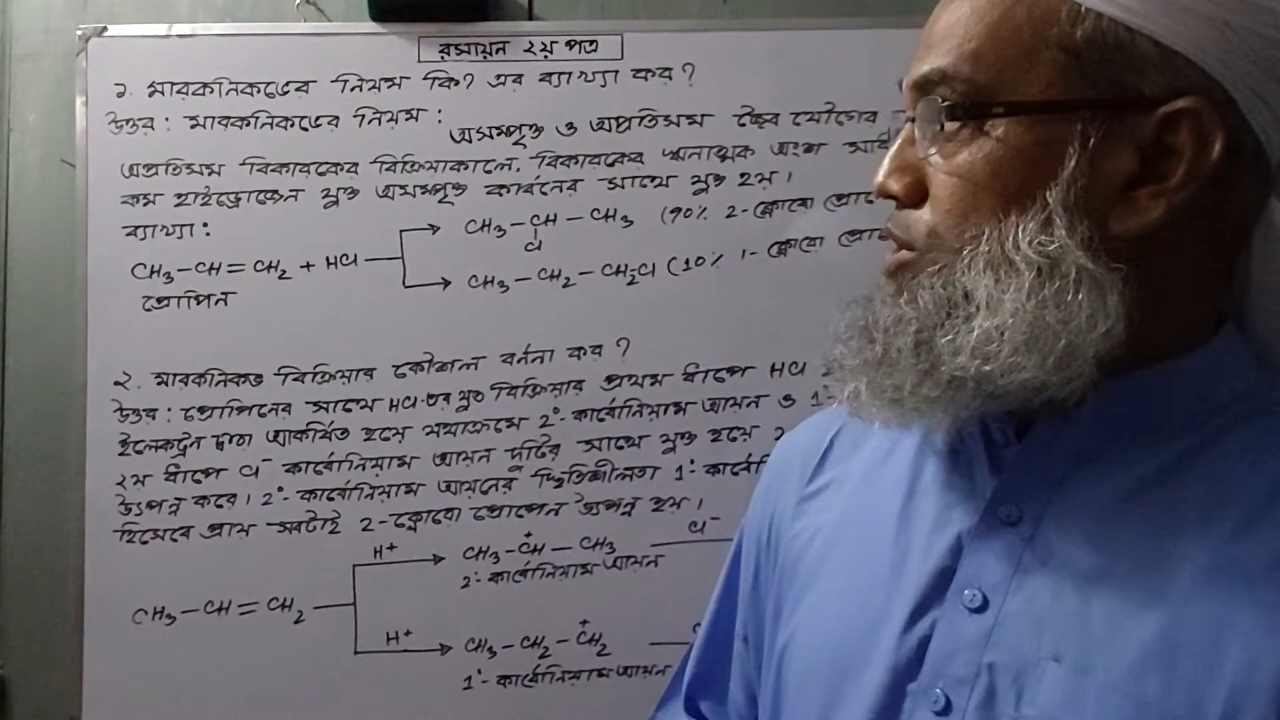 রসায়ন ২য় পত্র
১. মারকনিকভের নিয়ম কি? এর ব্যাখ্যা কর?
উত্তর: মারকনিকভের নিয়ম: অসম্পৃক্ত ও অপ্রতিসম জৈব যৌগের
অপ্রতিসম বিকারকের বিক্রিয়াকালে, বিকারকের ঋনাত্মক অংশ
কম হাইড্রোজেন যুক্ত অসম্পৃক্ত কার্বনের সাথে যুক্ত হয়।
ব্যাখ্যা:
CH₃-CH-CH₃ (90% 2-ক্লোরো
Cl
CH₃-CH=CH₂ + HCl
CH₃-CH₂-CH₂Cl (10% 1-ক্লোরো
প্রোপিন
২. মারকনিকভ বিক্রিয়ার কৌশল বর্ননা কর?
উত্তর: প্রোপিনের সাথে HCl এর যুত বিক্রিয়ার প্রথম ধাপে HCl
ইলেকট্রন দ্বারা আকর্ষিত হয়ে যথাক্রমে 2°-কার্বোনিয়াম আয়ন ও 1°-
২য় ধাপে Cl⁻ কার্বোনিয়াম আয়ন দুটির সাথে যুক্ত হয়ে
উৎপন্ন করে। 2°-কার্বোনিয়াম আয়নের স্থিতিশীলতা 1°-
হিসেবে প্রায় সবটাই 2-ক্লোরো প্রোপেন উৎপন্ন হয়।
H⁺ CH₃-C⁺H-CH₃ Cl⁻
2°-কার্বোনিয়াম আয়ন
CH₃-CH=CH₂
H⁺ CH₃-CH₂-C⁺H₂
1°-কার্বোনিয়াম আয়ন